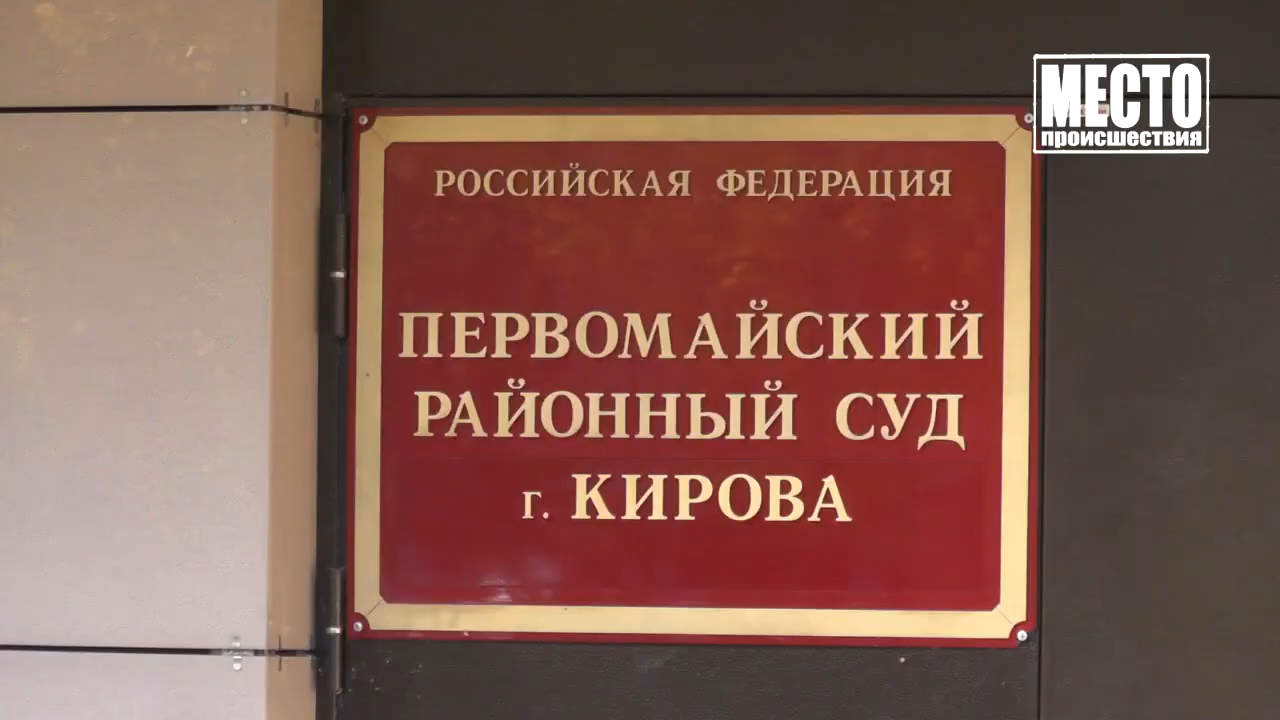 МЕСТО
ПРОИСШЕСТВИЯ
РОССИЙСКАЯ ФЕДЕРАЦИЯ
ПЕРВОМАЙСКИЙ
РАЙОННЫЙ СУД
г. КИРОВА